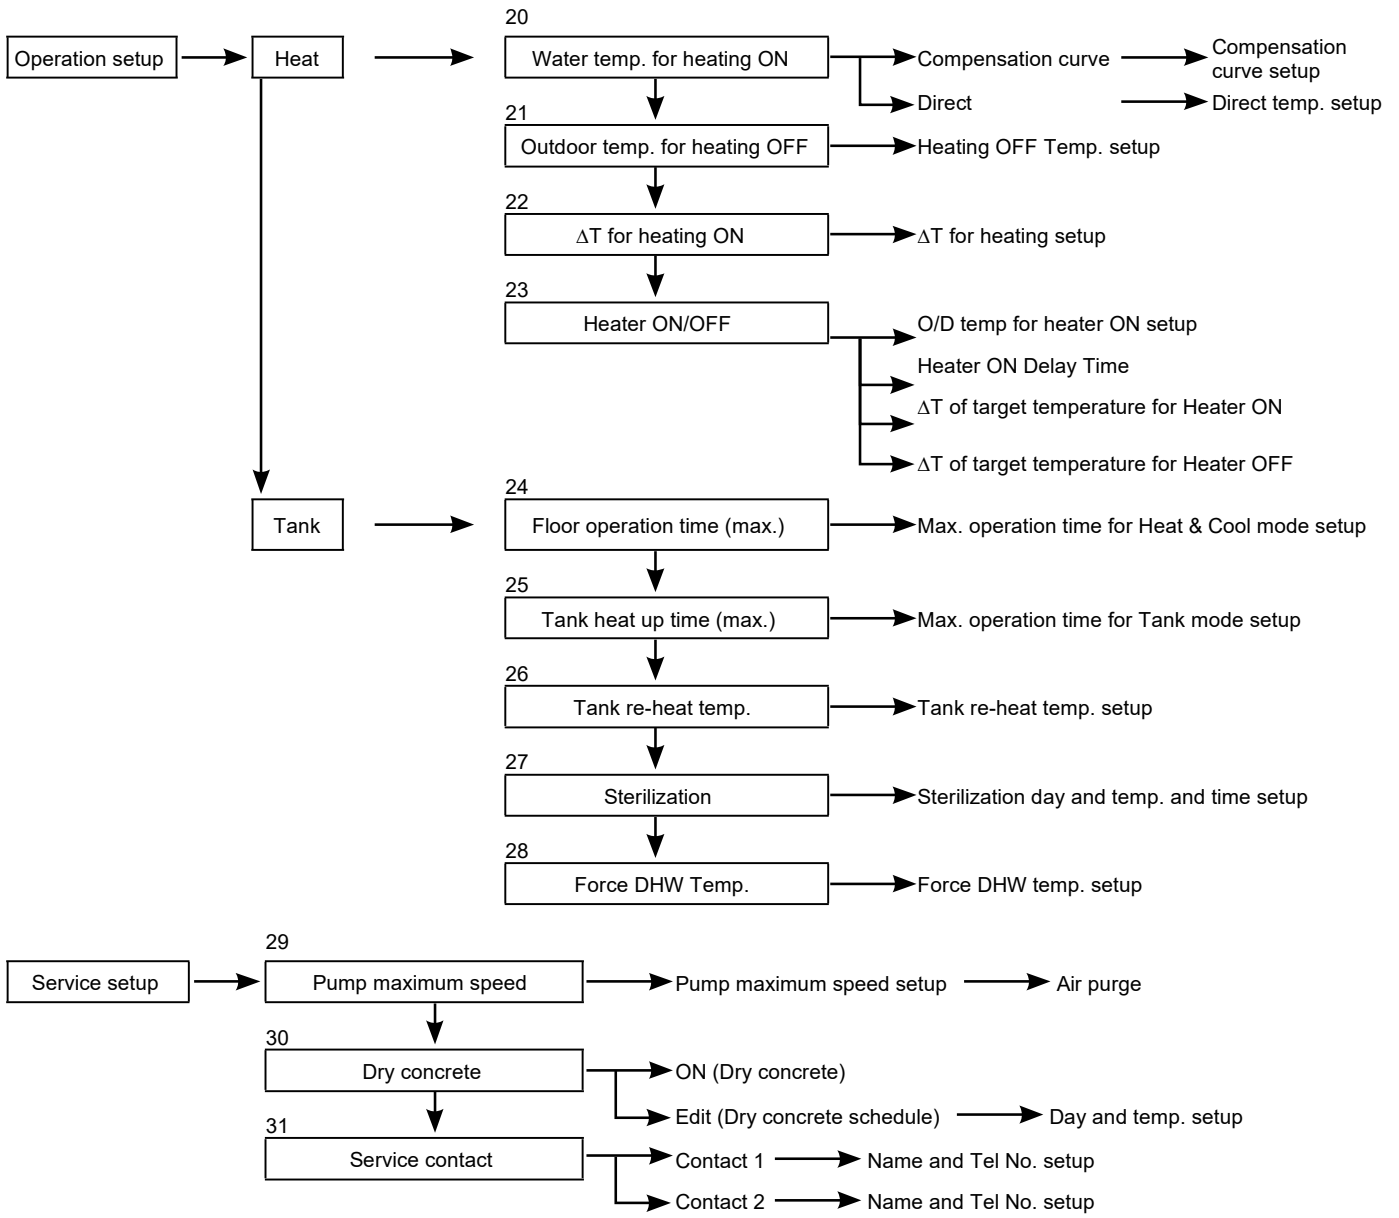 20
Operation setup
Heat
Water temp. for heating ON
Compensation curve
Compensation
curve setup
Direct
Direct temp. setup
21
Outdoor temp. for heating OFF
Heating OFF Temp. setup
22
∆T for heating ON
∆T for heating setup
23
Heater ON/OFF
O/D temp for heater ON setup
Heater ON Delay Time
∆T of target temperature for Heater ON
∆T of target temperature for Heater OFF
24
Tank
Floor operation time (max.)
Max. operation time for Heat & Cool mode setup
25
Tank heat up time (max.)
Max. operation time for Tank mode setup
26
Tank re-heat temp.
Tank re-heat temp. setup
27
Sterilization
Sterilization day and temp. and time setup
28
Force DHW Temp.
Force DHW temp. setup
29
Service setup
Pump maximum speed
Pump maximum speed setup
Air purge
30
Dry concrete
ON (Dry concrete)
Edit (Dry concrete schedule)
Day and temp. setup
31
Service contact
Contact 1
Name and Tel No. setup
Contact 2
Name and Tel No. setup